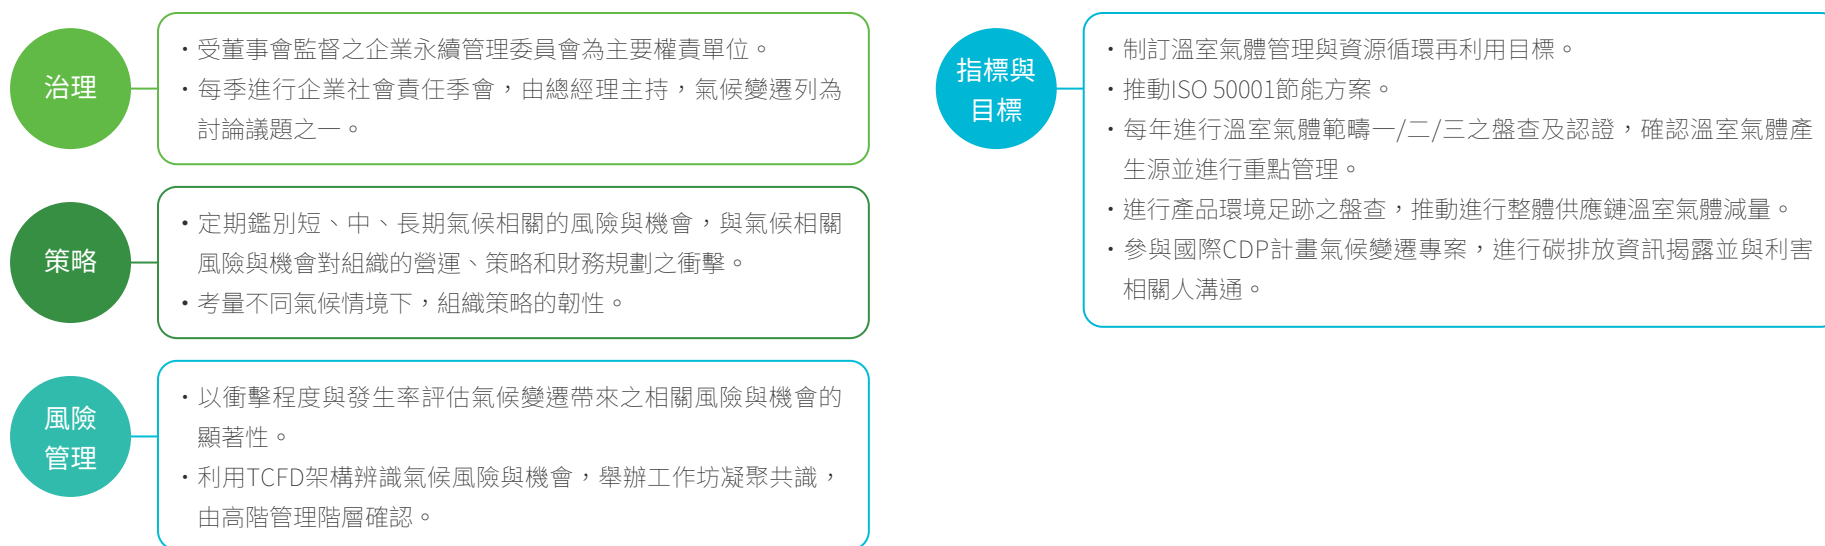 治理
・受董事會監督之企業永續管理委員會為主要權責單位。
・每季進行企業社會責任季會，由總經理主持，氣候變遷列為
討論議題之一。
策略
・定期鑑別短、中、長期氣候相關的風險與機會，與氣候相關
風險與機會對組織的營運、策略和財務規劃之衝擊。
・考量不同氣候情境下，組織策略的韌性。
風險
管理
・以衝擊程度與發生率評估氣候變遷帶來之相關風險與機會的
顯著性。
・利用TCFD架構辨識氣候風險與機會，舉辦工作坊凝聚共識，
由高階管理階層確認。
指標與
目標
・制訂溫室氣體管理與資源循環再利用目標。
・推動ISO 50001節能方案。
・每年進行溫室氣體範疇一/二/三之盤查及認證，確認溫室氣體產
生源並進行重點管理。
・進行產品環境足跡之盤查，推動進行整體供應鏈溫室氣體減量。
・參與國際CDP計畫氣候變遷專案，進行碳排放資訊揭露並與利害
相關人溝通。